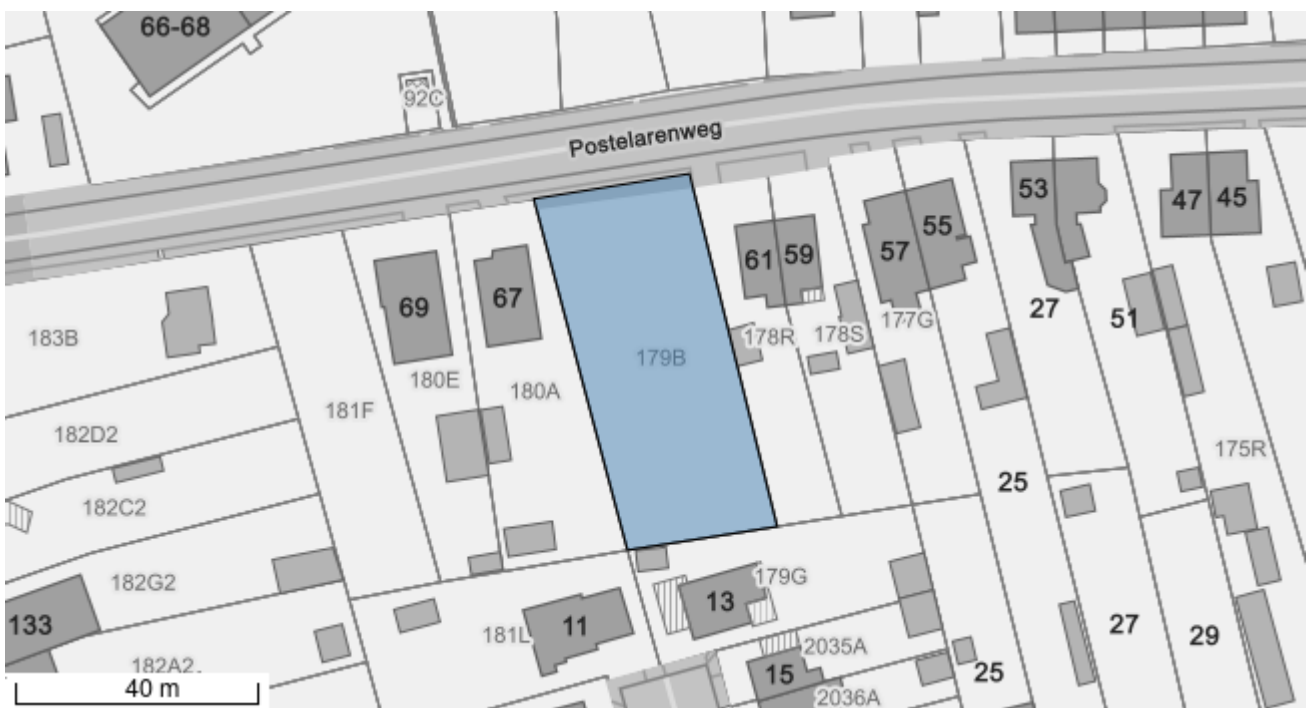 66-68
92C
Postelarenweg
53
47
45
55
57
61
59
69
67
27
51
183B
179B
178R
178S
177G
180E
180A
181F
182D2
175R
25
182C2
182G2
179G
13
133
181L
11
27
29
2035A
182A2
15
25
2036A
40 m